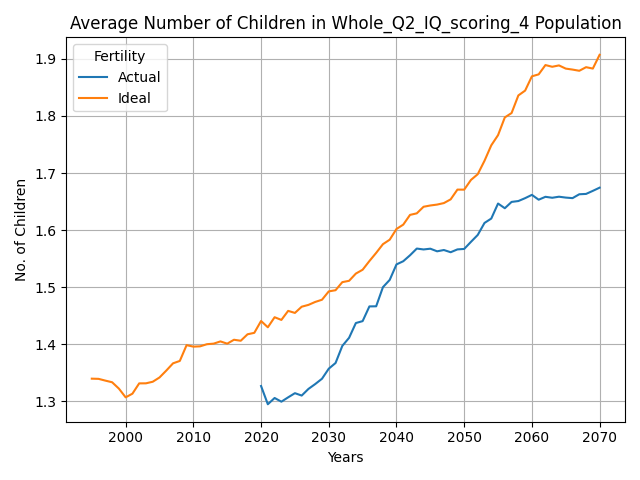 Average Number of Children in Whole_Q2_IQ_scoring_4 Population
Fertility
Actual
Ideal
No. of Children
1.9
1.8
1.7
1.6
1.5
1.4
1.3
2000 2010 2020 2030 2040 2050 2060 2070
Years